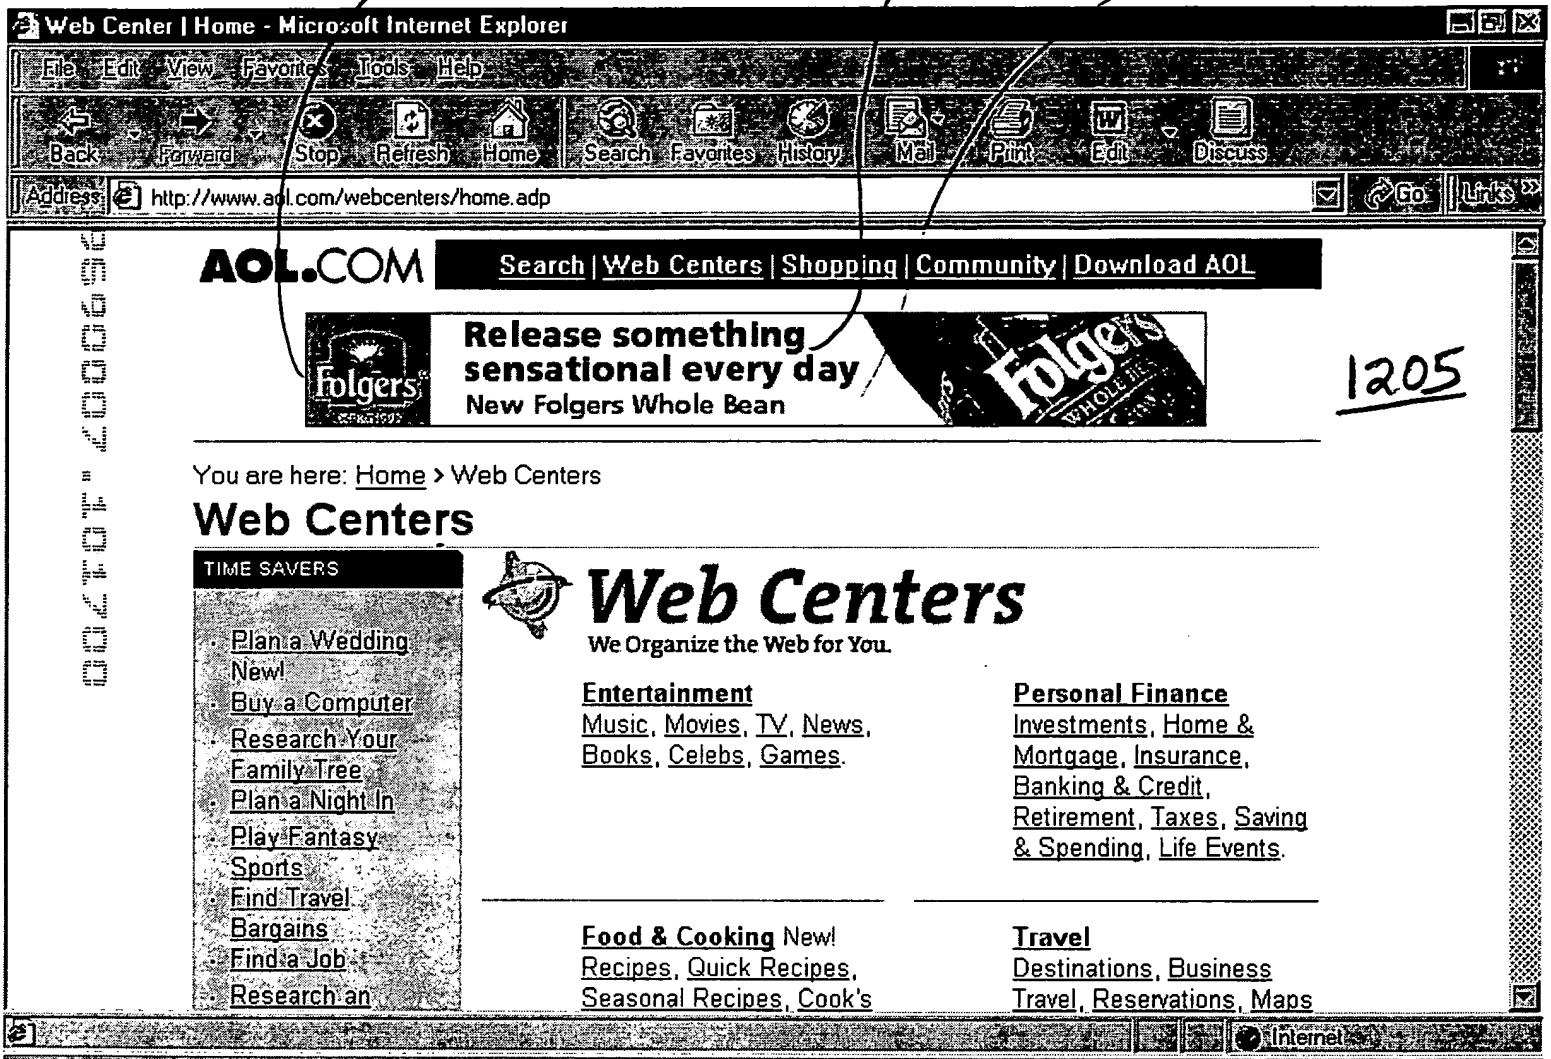 Web Center | Home - Microsoft Internet Explorer
File Edit View Favorites Tools Help
Back Forward Stop Refresh Home Search Favorites History Mail Print Edit Discuss
Address http://www.aol.com/webcenters/home.adp Go Links »
AOL.COM Search | Web Centers | Shopping | Community | Download AOL
Folgers
Release something
sensational every day
New Folgers Whole Bean
Folgers
WHOLE
1205
You are here: Home > Web Centers
Web Centers
TIME SAVERS
· Plan a Wedding
New!
· Buy a Computer
· Research Your
Family Tree
· Plan a Night In
· Play Fantasy
Sports
· Find Travel
Bargains
· Find a Job
· Research an
Web Centers
We Organize the Web for You.
Entertainment
Music, Movies, TV, News,
Books, Celebs, Games.
Personal Finance
Investments, Home &
Mortgage, Insurance,
Banking & Credit,
Retirement, Taxes, Saving
& Spending, Life Events.
Food & Cooking New!
Recipes, Quick Recipes,
Seasonal Recipes, Cook's
Travel
Destinations, Business
Travel, Reservations, Maps
Internet